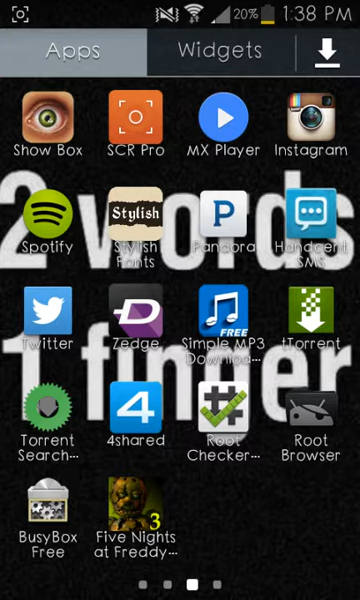 20% 1:38 PM
Apps Widgets
Show Box SCR Pro MX Player Instagram
Stylish
P
Spotify Stylish Pandora Handcent
Fonts SMS
FREE
Twitter Zedge Simple MP3 tTorrent
Downloa...
4
Torrent 4shared Root Root
Search... Checker... Browser
3
BusyBox Five Nights
Free at Freddy...
2 words
1 finger